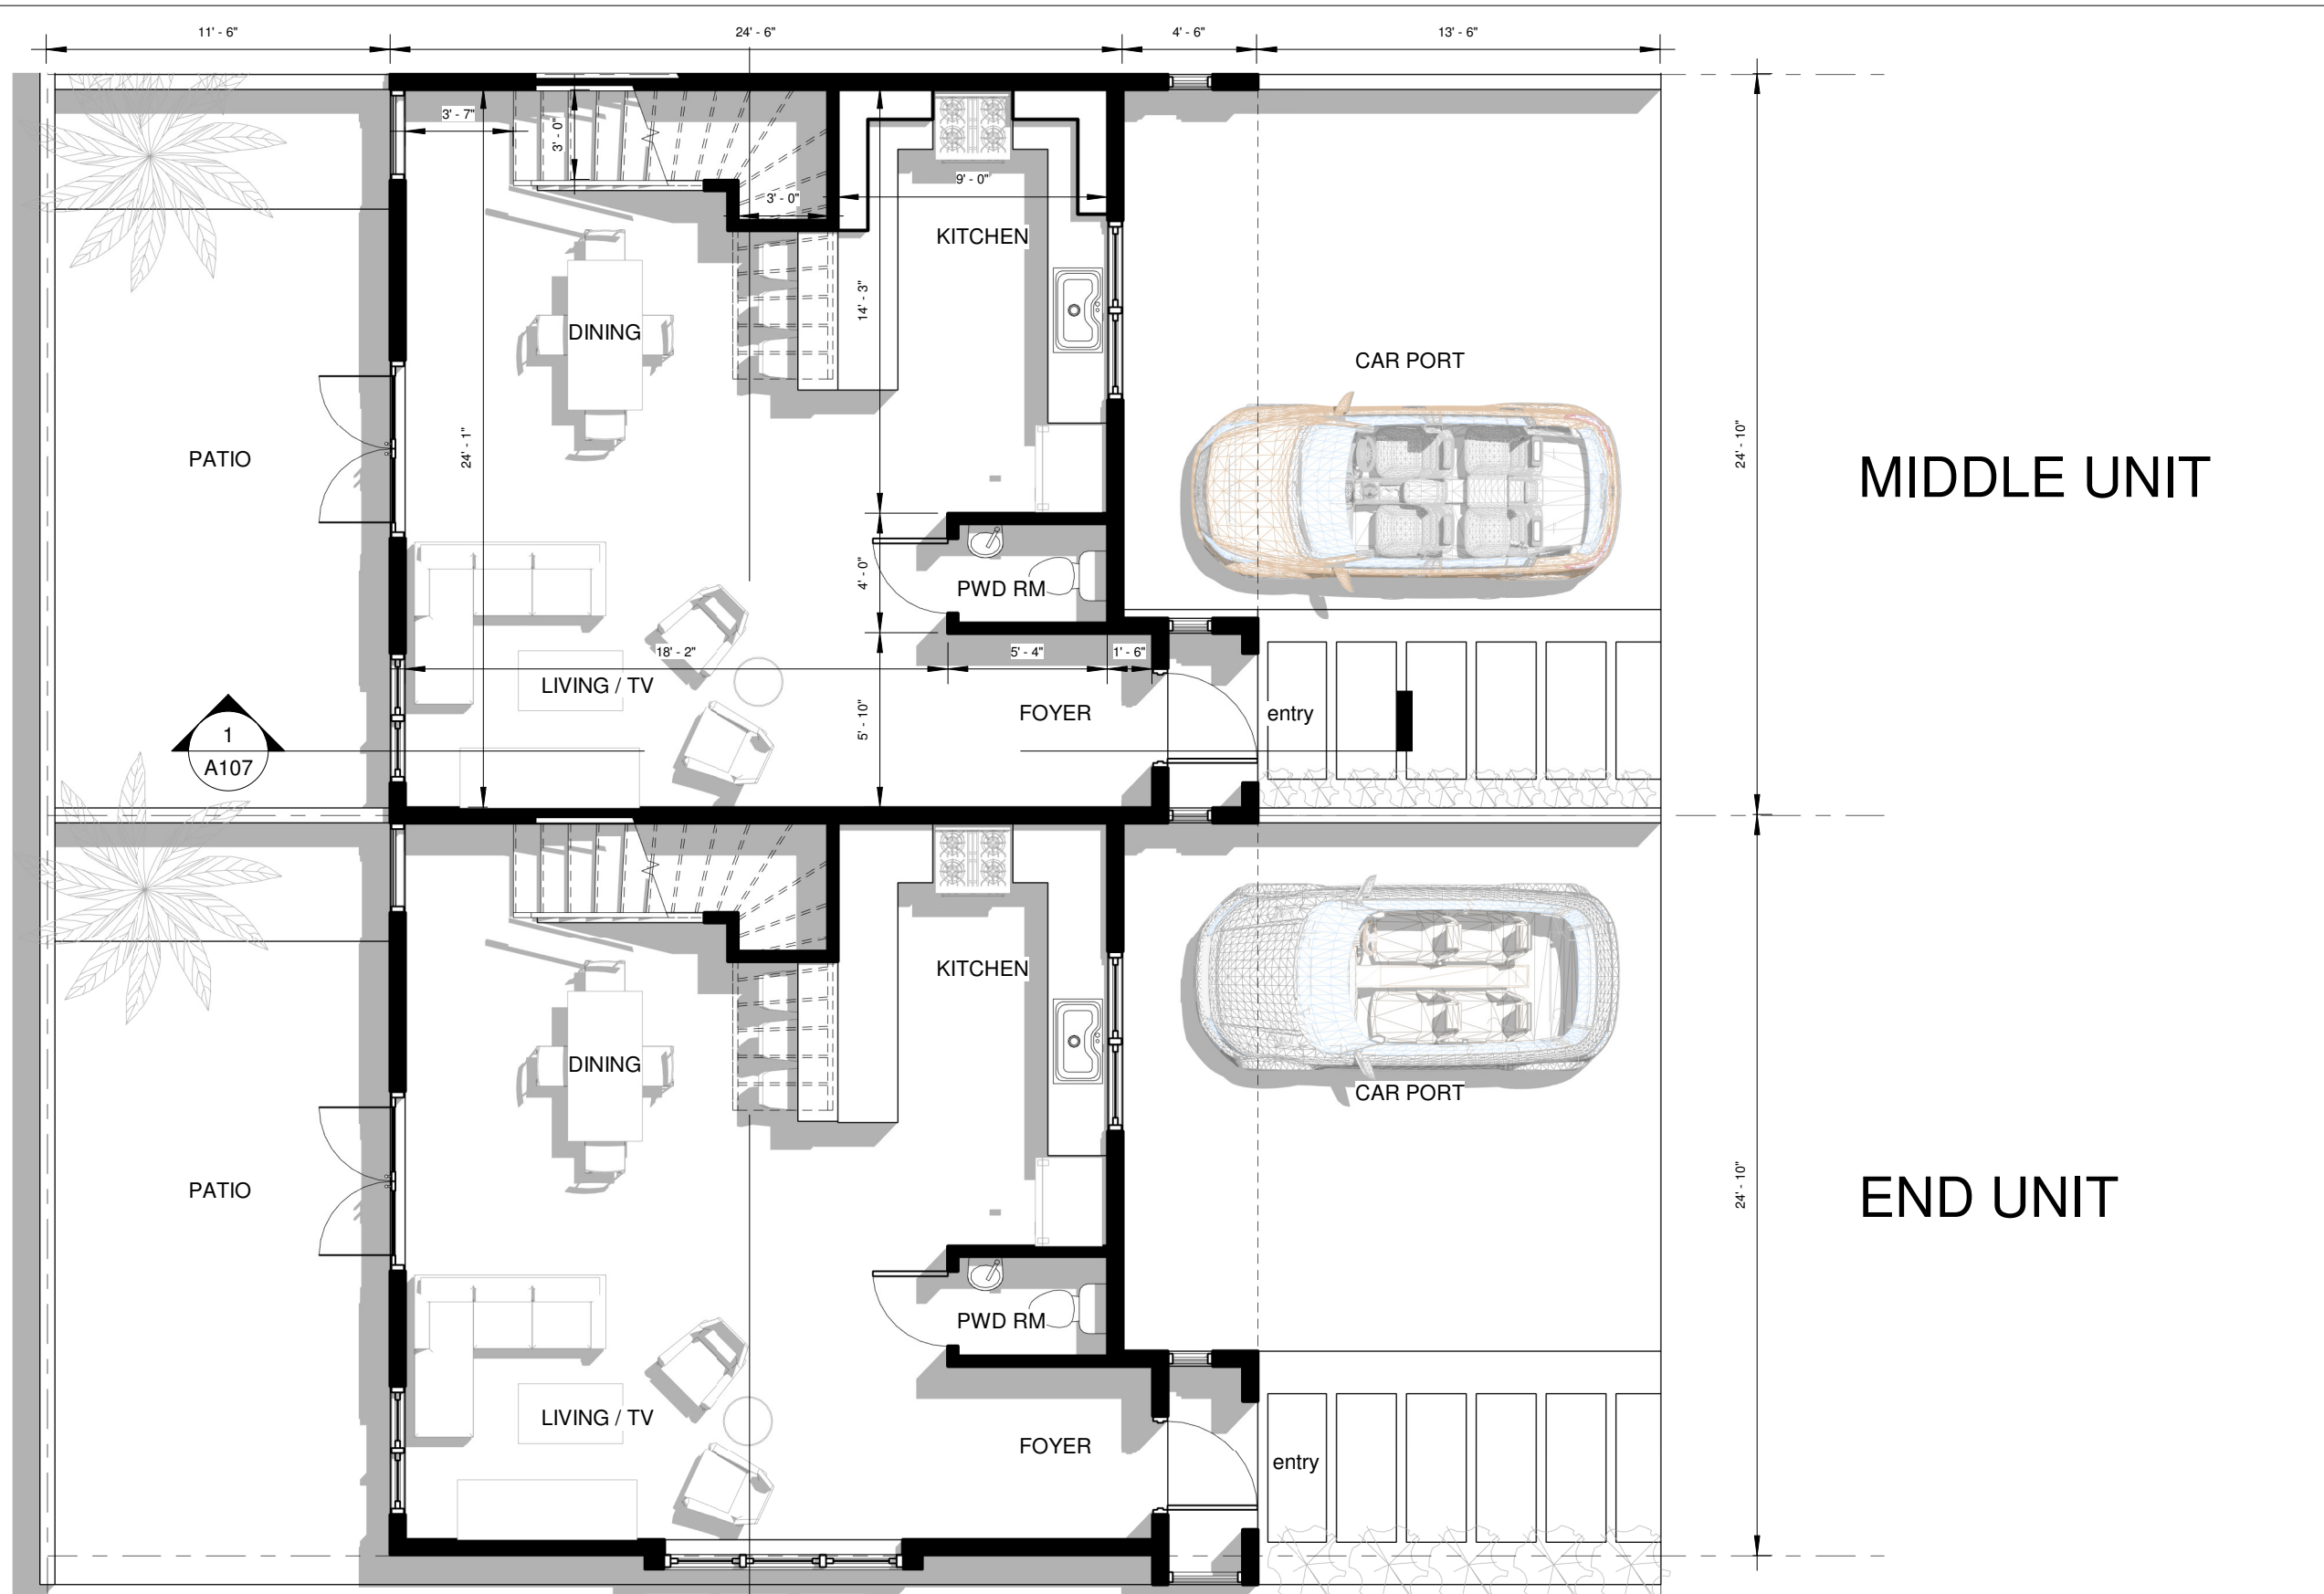 11' - 6"
24' - 6"
4' - 6"
13' - 6"
3' - 7"
3' - 0"
3' - 0"
9' - 0"
KITCHEN
14' - 3"
DINING
CAR PORT
24' - 1"
24' - 10"
PATIO
MIDDLE UNIT
4' - 0"
PWD RM
18' - 2"
5' - 4"
1' - 6"
LIVING / TV
5' - 10"
FOYER
entry
1
A107
KITCHEN
DINING
CAR PORT
PATIO
24' - 10"
END UNIT
PWD RM
LIVING / TV
FOYER
entry